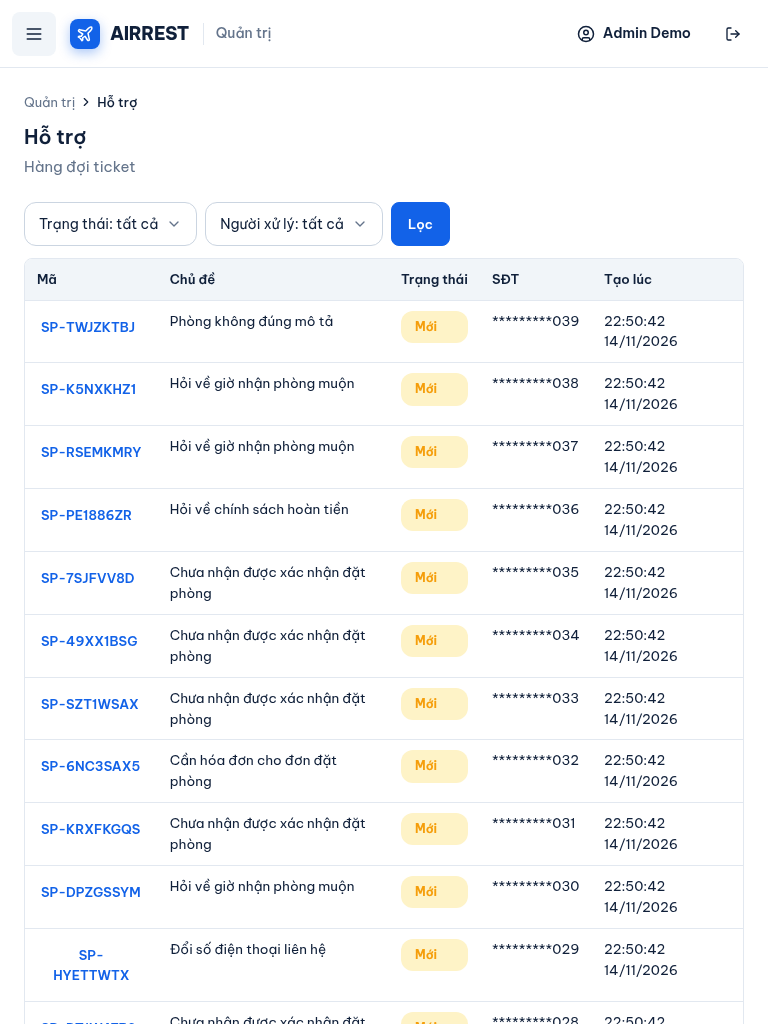 AIRREST
Quản trị
Admin Demo
Quản trị > Hỗ trợ
Hỗ trợ
Hàng đợi ticket
Trạng thái: tất cả
Người xử lý: tất cả
Lọc
Mã Chủ đề Trạng thái SĐT Tạo lúc
SP-TWJZKTBJ Phòng không đúng mô tả Mới *********039 22:50:42
14/11/2026
SP-K5NXKHZ1 Hỏi về giờ nhận phòng muộn Mới *********038 22:50:42
14/11/2026
SP-RSEMKMRY Hỏi về giờ nhận phòng muộn Mới *********037 22:50:42
14/11/2026
SP-PE1886ZR Hỏi về chính sách hoàn tiền Mới *********036 22:50:42
14/11/2026
SP-7SJFVV8D Chưa nhận được xác nhận đặt Mới *********035 22:50:42
phòng 14/11/2026
SP-49XX1BSG Chưa nhận được xác nhận đặt Mới *********034 22:50:42
phòng 14/11/2026
SP-SZT1WSAX Chưa nhận được xác nhận đặt Mới *********033 22:50:42
phòng 14/11/2026
SP-6NC3SAX5 Cần hóa đơn cho đơn đặt Mới *********032 22:50:42
phòng 14/11/2026
SP-KRXFKGQS Chưa nhận được xác nhận đặt Mới *********031 22:50:42
phòng 14/11/2026
SP-DPZGSSYM Hỏi về giờ nhận phòng muộn Mới *********030 22:50:42
14/11/2026
SP- Đổi số điện thoại liên hệ Mới *********029 22:50:42
HYETTWTX 14/11/2026
Chưa nhận được xác nhận đặt *********028 22:50:42